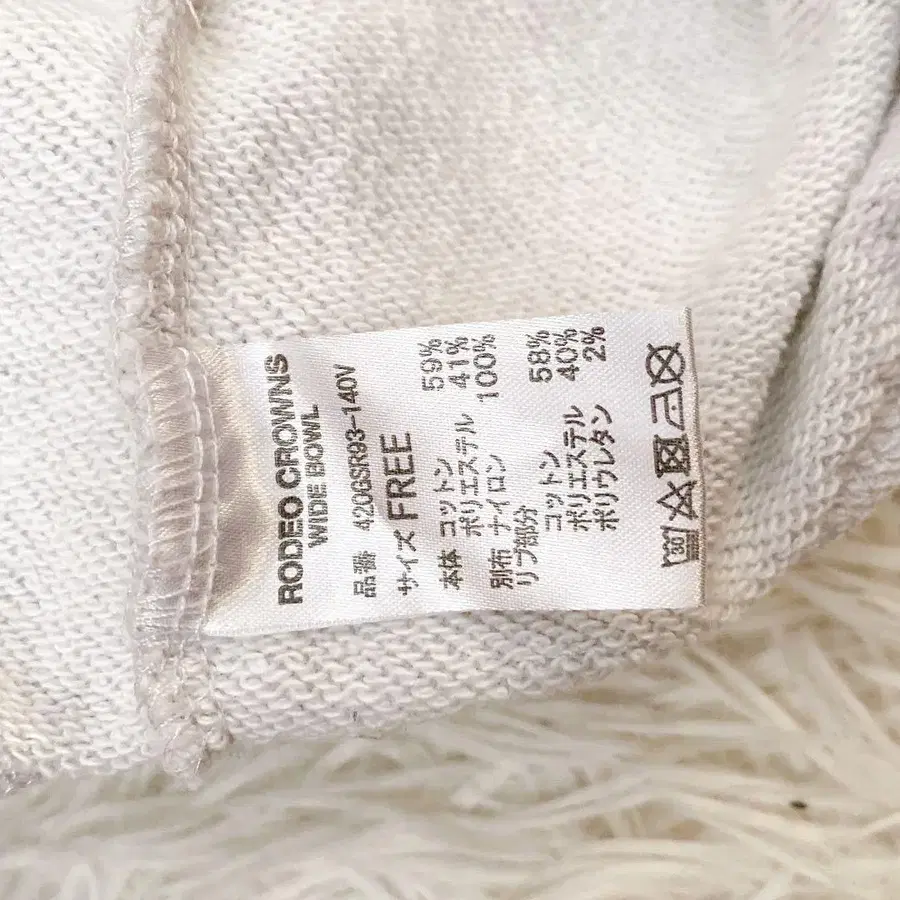 RODEO CROWNS
WIDE BOWL
品番 420GSR93-140V
サイズ FREE
本体 コットン 59%
ポリエステル 41%
別布 ナイロン 100%
リブ部分
コットン 58%
ポリエステル 40%
ポリウレタン 2%
30